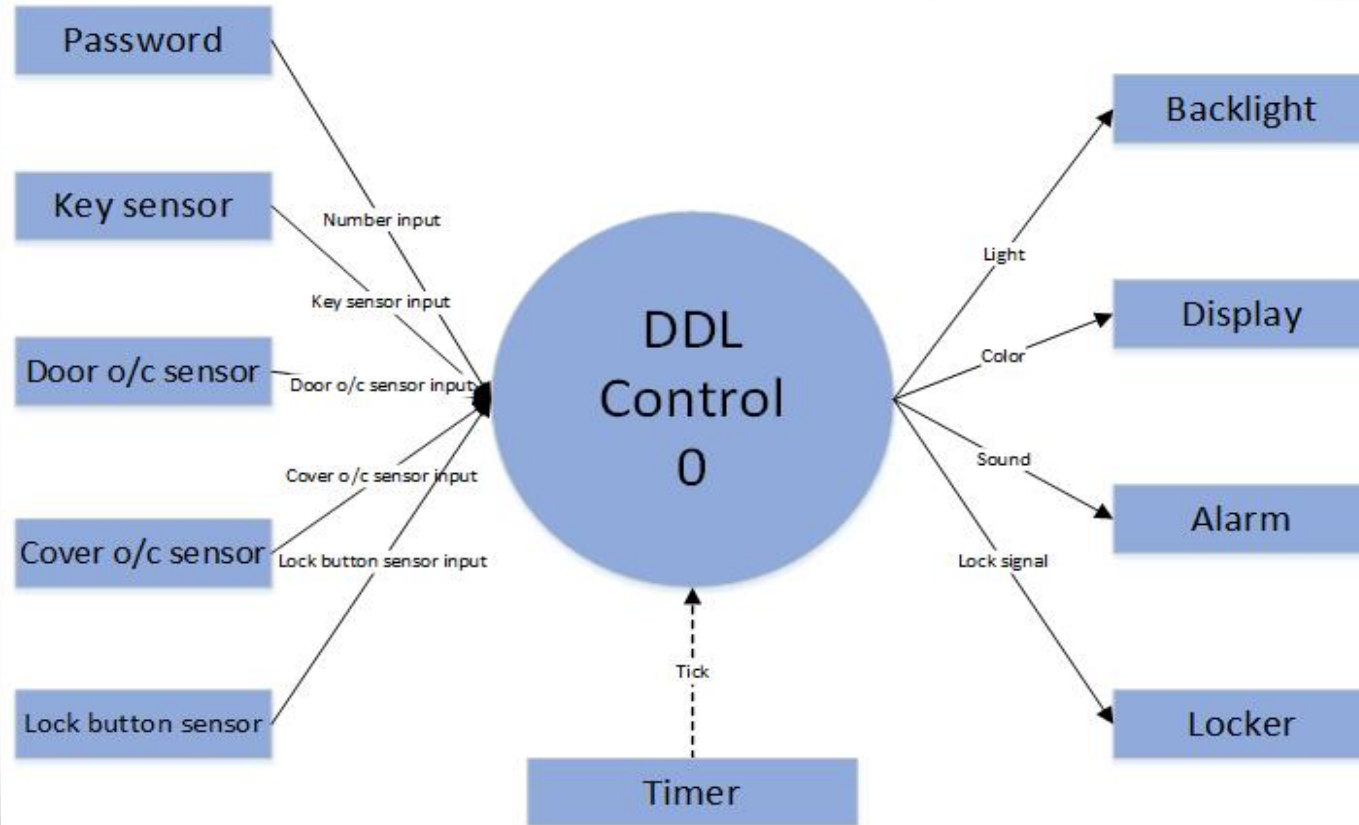 Password
Key sensor
Door o/c sensor
Cover o/c sensor
Lock button sensor
Number input
Key sensor input
Door o/c sensor input
Cover o/c sensor input
Lock button sensor input
DDL
Control
0
Tick
Timer
Light
Color
Sound
Lock signal
Backlight
Display
Alarm
Locker